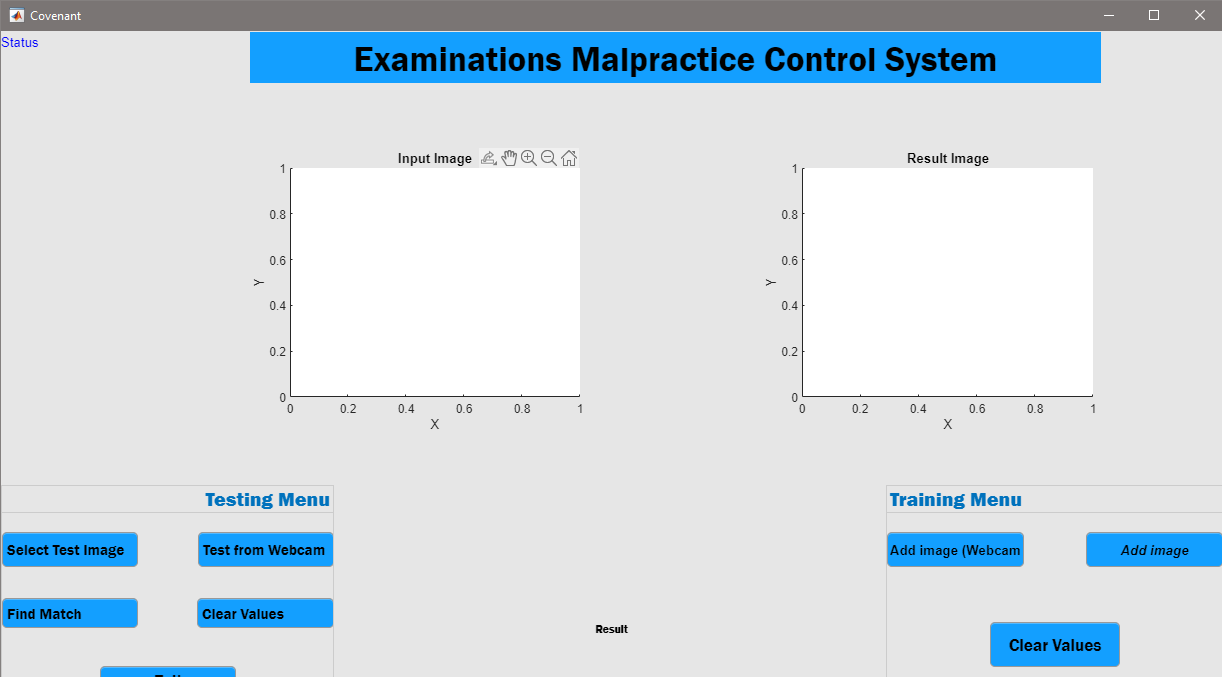 Covenant
Status
Examinations Malpractice Control System
Input Image
Result Image
1
0.8
0.6
0.4
0.2
0
Y
0 0.2 0.4 0.6 0.8 1
X
1
0.8
0.6
0.4
0.2
0
Y
0 0.2 0.4 0.6 0.8 1
X
Testing Menu
Select Test Image
Test from Webcam
Find Match
Clear Values
Result
Training Menu
Add image (Webcam
Add image
Clear Values